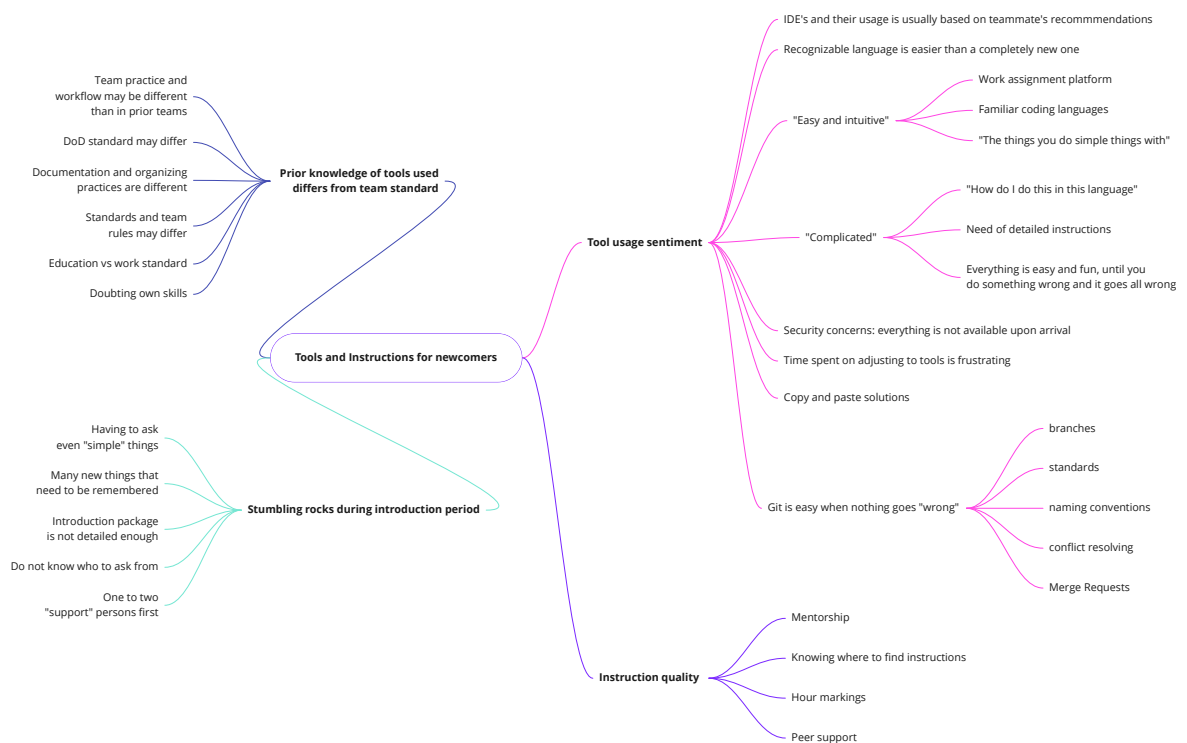 Tools and Instructions for newcomers
Prior knowledge of tools used
differs from team standard
Team practice and
workflow may be different
than in prior teams
DoD standard may differ
Documentation and organizing
practices are different
Standards and team
rules may differ
Education vs work standard
Doubting own skills
Stumbling rocks during introduction period
Having to ask
even "simple" things
Many new things that
need to be remembered
Introduction package
is not detailed enough
Do not know who to ask from
One to two
"support" persons first
Tool usage sentiment
IDE's and their usage is usually based on teammate's recommmendations
Recognizable language is easier than a completely new one
"Easy and intuitive"
Work assignment platform
Familiar coding languages
"The things you do simple things with"
"Complicated"
"How do I do this in this language"
Need of detailed instructions
Everything is easy and fun, until you
do something wrong and it goes all wrong
Security concerns: everything is not available upon arrival
Time spent on adjusting to tools is frustrating
Copy and paste solutions
Git is easy when nothing goes "wrong"
branches
standards
naming conventions
conflict resolving
Merge Requests
Instruction quality
Mentorship
Knowing where to find instructions
Hour markings
Peer support